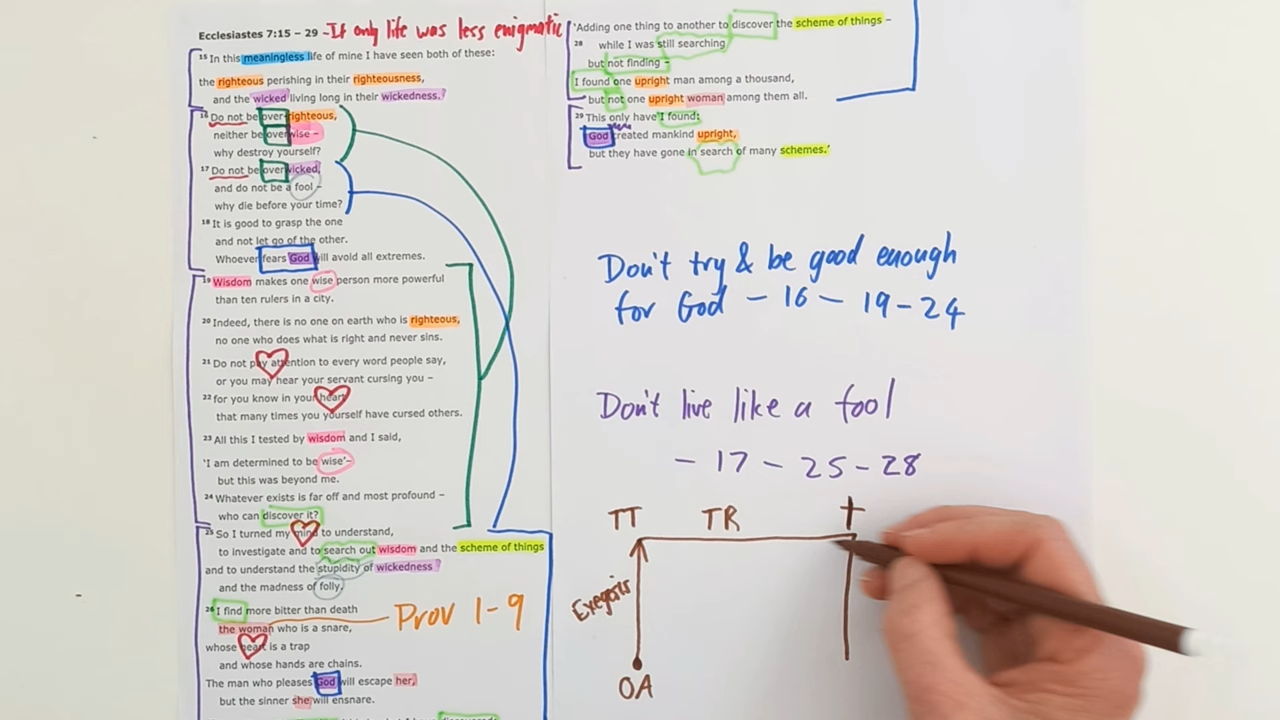 Ecclesiastes 7:15 – 29 - If only life was less enigmatic
15 In this meaningless life of mine I have seen both of these:
the righteous perishing in their righteousness,
and the wicked living long in their wickedness.
16 Do not be over righteous,
neither be over wise –
why destroy yourself?
17 Do not be over wicked,
and do not be a fool –
why die before your time?
18 It is good to grasp the one
and not let go of the other.
Whoever fears God will avoid all extremes.
19 Wisdom makes one wise person more powerful
than ten rulers in a city.
20 Indeed, there is no one on earth who is righteous,
no one who does what is right and never sins.
21 Do not pay attention to every word people say,
or you may hear your servant cursing you –
22 for you know in your heart
that many times you yourself have cursed others.
23 All this I tested by wisdom and I said,
‘I am determined to be wise’–
but this was beyond me.
24 Whatever exists is far off and most profound –
who can discover it?
25 So I turned my mind to understand,
to investigate and to search out wisdom and the scheme of things
and to understand the stupidity of wickedness
and the madness of folly.
26 I find more bitter than death
the woman who is a snare,
Prov 1-9
whose heart is a trap
and whose hands are chains.
The man who pleases God will escape her,
but the sinner she will ensnare.
‘Adding one thing to another to discover the scheme of things –
28 while I was still searching
but not finding –
I found one upright man among a thousand,
but not one upright woman among them all.
29 This only have I found:
God created mankind upright,
but they have gone in search of many schemes.’
Don't try & be good enough
for God - 16 - 19-24
Don't live like a fool
- 17 - 25-28
TT TR
Exegesis
OA